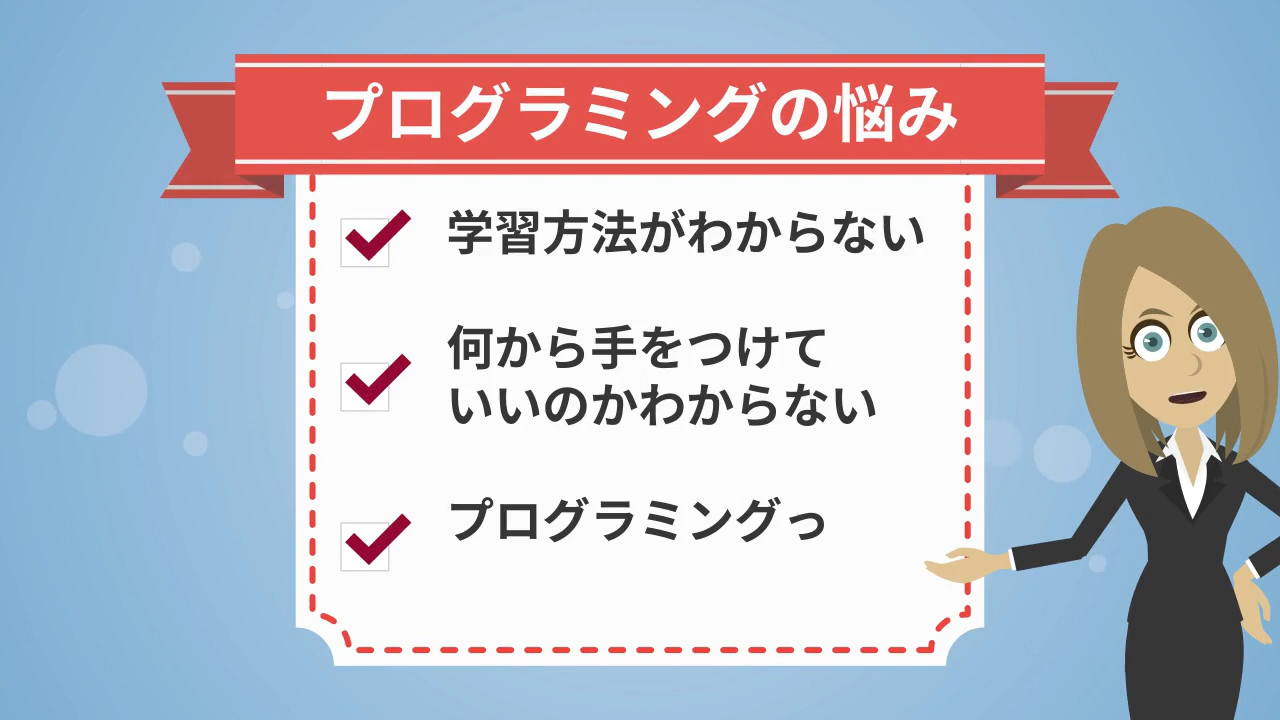 プログラミングの悩み
学習方法がわからない
何から手をつけて
いいのかわからない
プログラミングっ